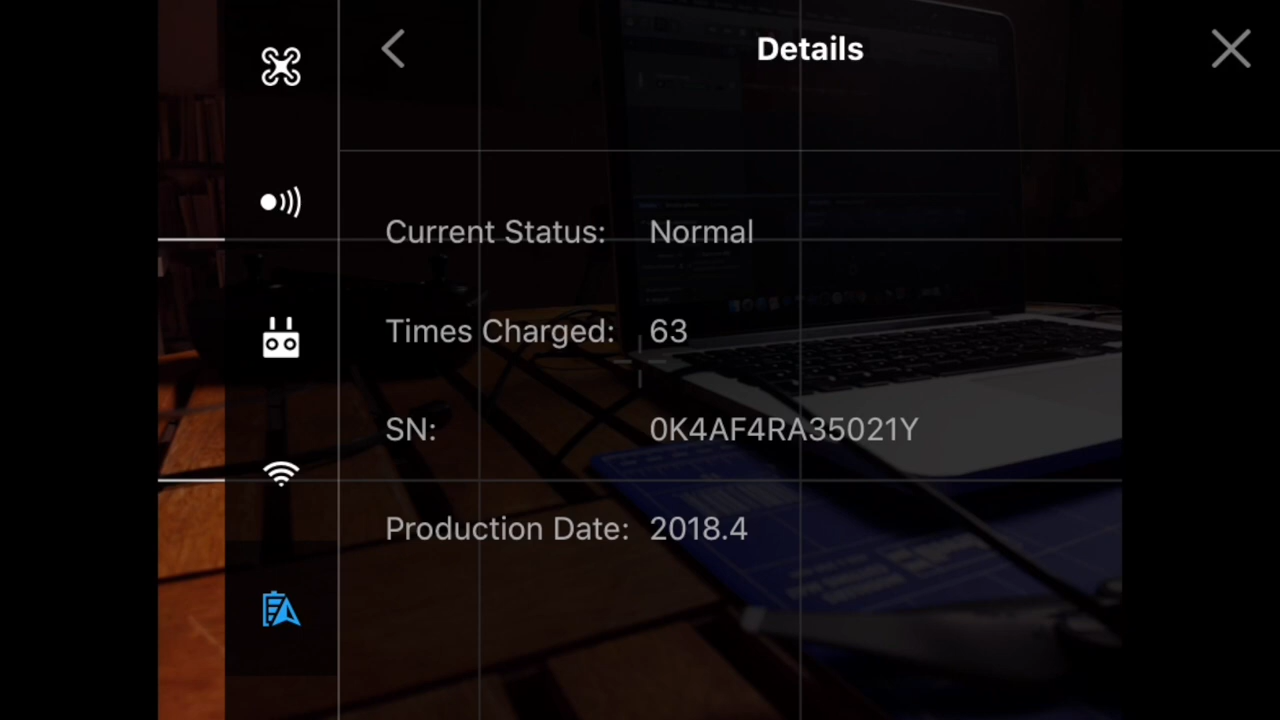 Details
Current Status: Normal
Times Charged: 63
SN: 0K4AF4RA35021Y
Production Date: 2018.4